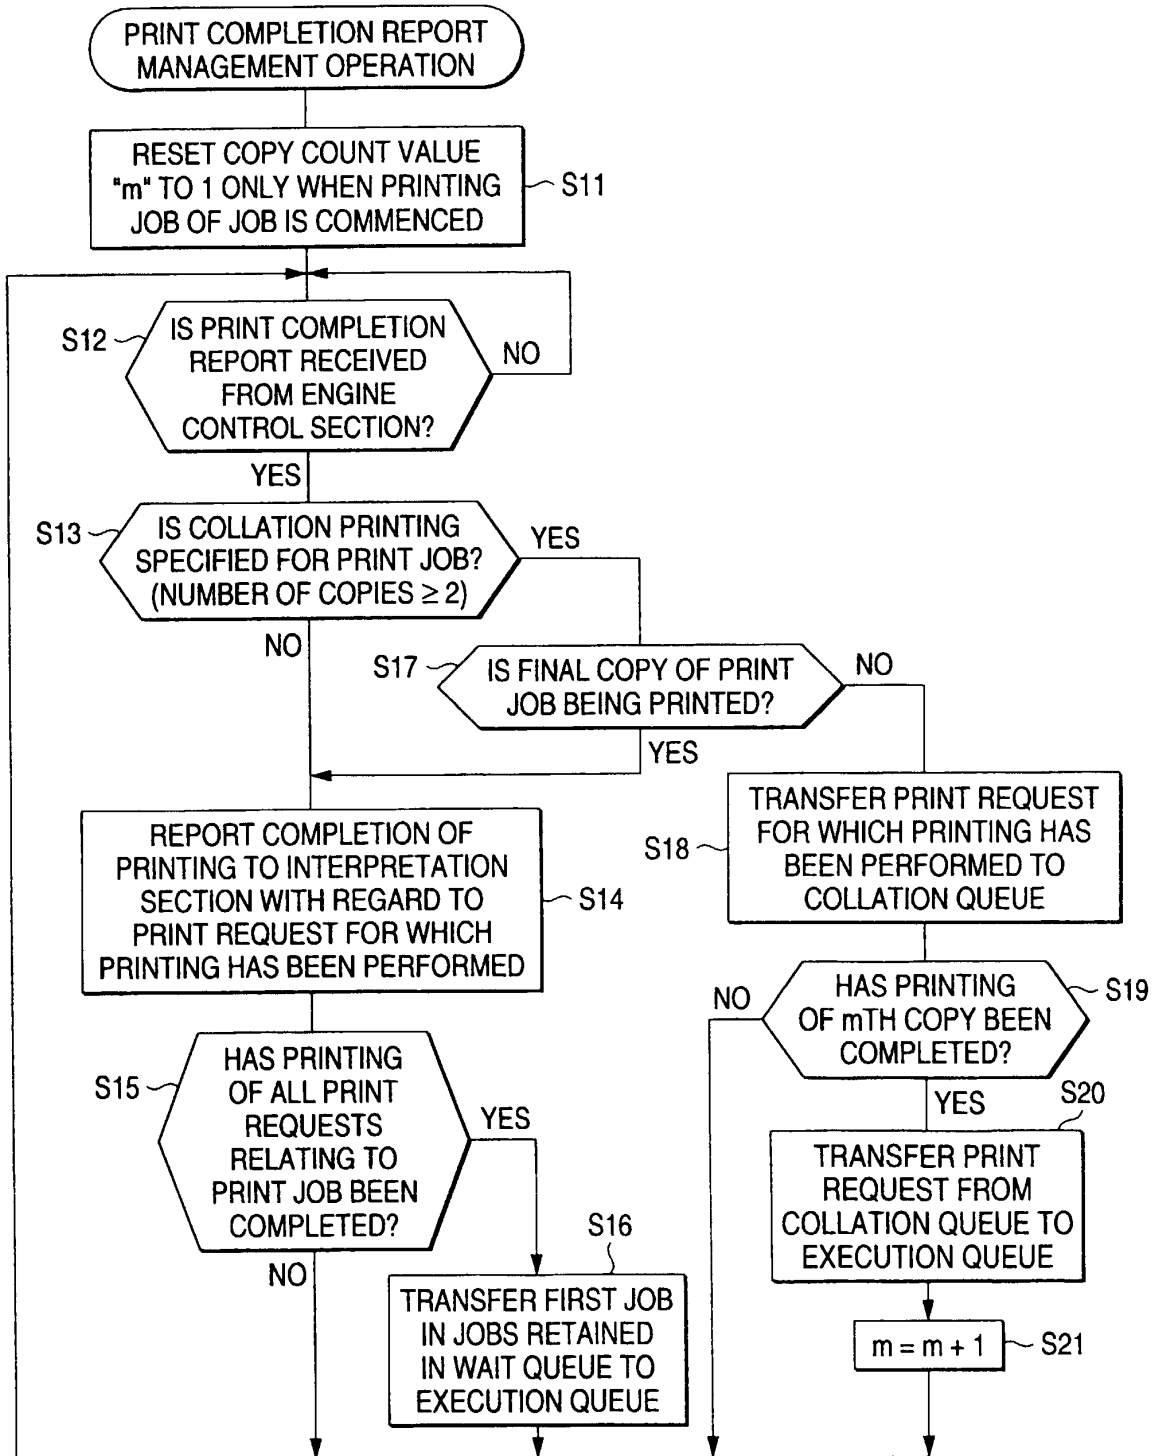 PRINT COMPLETION REPORT
MANAGEMENT OPERATION
RESET COPY COUNT VALUE
"m" TO 1 ONLY WHEN PRINTING
JOB OF JOB IS COMMENCED
S11
S12
IS PRINT COMPLETION
REPORT RECEIVED
FROM ENGINE
CONTROL SECTION?
NO
YES
S13
IS COLLATION PRINTING
SPECIFIED FOR PRINT JOB?
(NUMBER OF COPIES ≥ 2)
YES
NO
S17
IS FINAL COPY OF PRINT
JOB BEING PRINTED?
NO
YES
REPORT COMPLETION OF
PRINTING TO INTERPRETATION
SECTION WITH REGARD TO
PRINT REQUEST FOR WHICH
PRINTING HAS BEEN PERFORMED
S14
S18
TRANSFER PRINT REQUEST
FOR WHICH PRINTING HAS
BEEN PERFORMED TO
COLLATION QUEUE
S15
HAS PRINTING
OF ALL PRINT
REQUESTS
RELATING TO
PRINT JOB BEEN
COMPLETED?
YES
NO
HAS PRINTING
OF mTH COPY BEEN
COMPLETED?
S19
NO
YES
S20
TRANSFER PRINT
REQUEST FROM
COLLATION QUEUE TO
EXECUTION QUEUE
S16
TRANSFER FIRST JOB
IN JOBS RETAINED
IN WAIT QUEUE TO
EXECUTION QUEUE
m = m + 1
S21